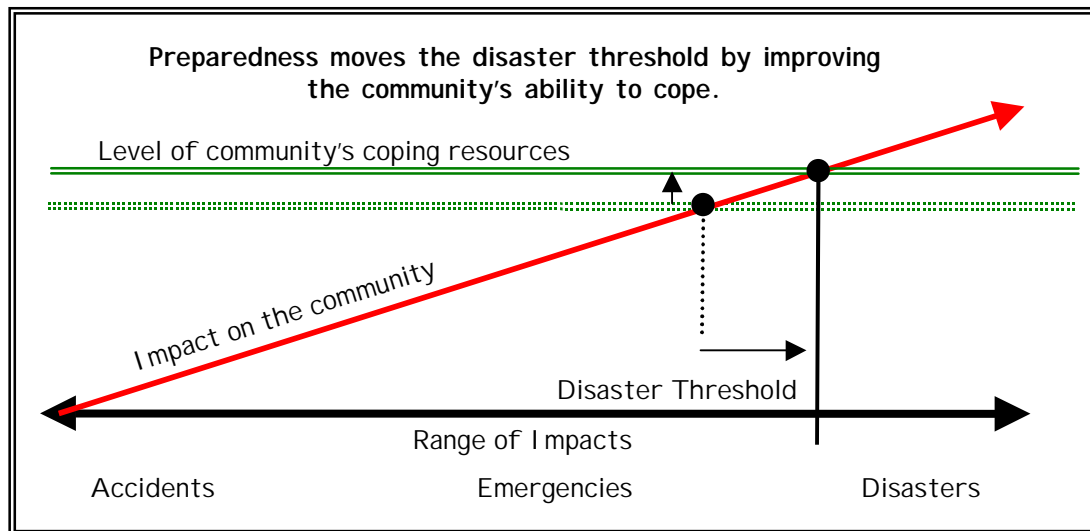 Preparedness moves the disaster threshold by improving
the community's ability to cope.
Level of community's coping resources
Impact on the community
Disaster Threshold
Range of Impacts
Accidents
Emergencies
Disasters